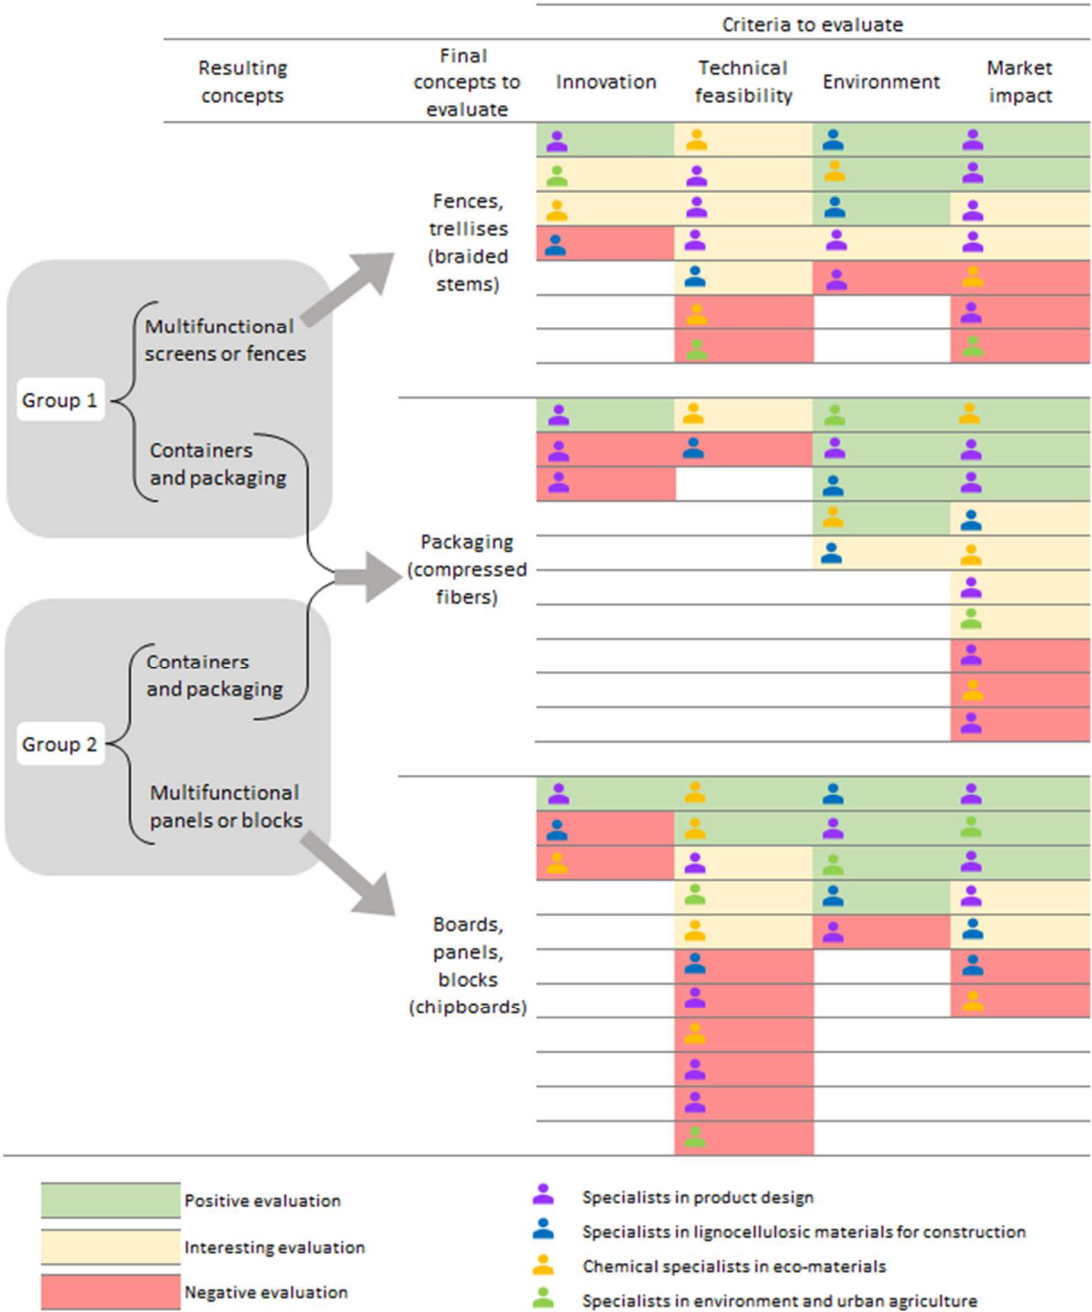 Criteria to evaluate
Resulting
concepts
Final
concepts to
evaluate
Innovation
Technical
feasibility
Environment
Market
impact
Fences,
trellises
(braided
stems)
Multifunctional
screens or fences
Group 1
Containers
and packaging
Packaging
(compressed
fibers)
Containers
and packaging
Group 2
Multifunctional
panels or blocks
Boards,
panels,
blocks
(chipboards)
Positive evaluation
Interesting evaluation
Negative evaluation
Specialists in product design
Specialists in lignocellulosic materials for construction
Chemical specialists in eco-materials
Specialists in environment and urban agriculture